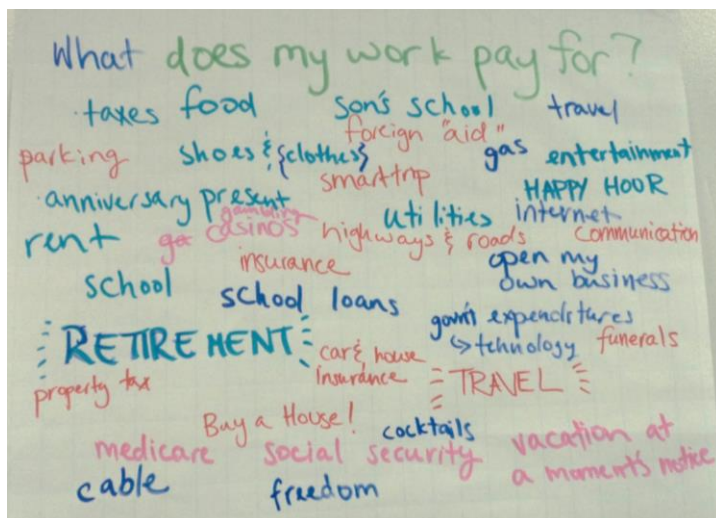 What does my work pay for?
taxes food son's school travel
foreign "aid"
parking shoes & {clothes} gas entertainment
smartrip HAPPY HOUR
anniversary present
gambling utilities internet
rent casinos highways & roads communication
insurance open my
own business
school school loans
gov't expenditures
RETIREMENT ↳ technology funerals
car & house
insurance TRAVEL
property tax
Buy a House! cocktails
medicare social security vacation at
a moment's notice
cable freedom